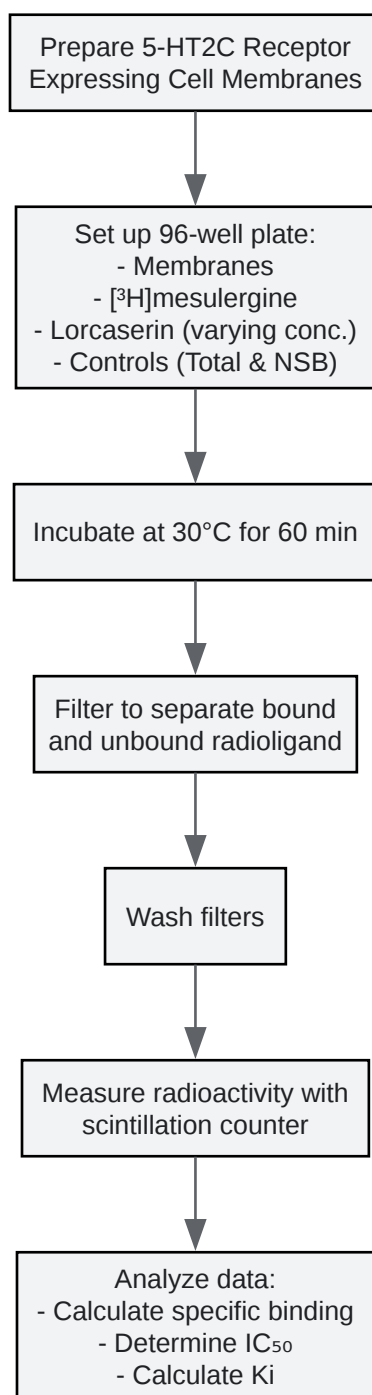 Prepare 5-HT2C Receptor
Expressing Cell Membranes
Set up 96-well plate:
- Membranes
- [³H]mesulergine
- Lorcaserin (varying conc.)
- Controls (Total & NSB)
Incubate at 30°C for 60 min
Filter to separate bound
and unbound radioligand
Wash filters
Measure radioactivity with
scintillation counter
Analyze data:
- Calculate specific binding
- Determine IC₅₀
- Calculate Ki